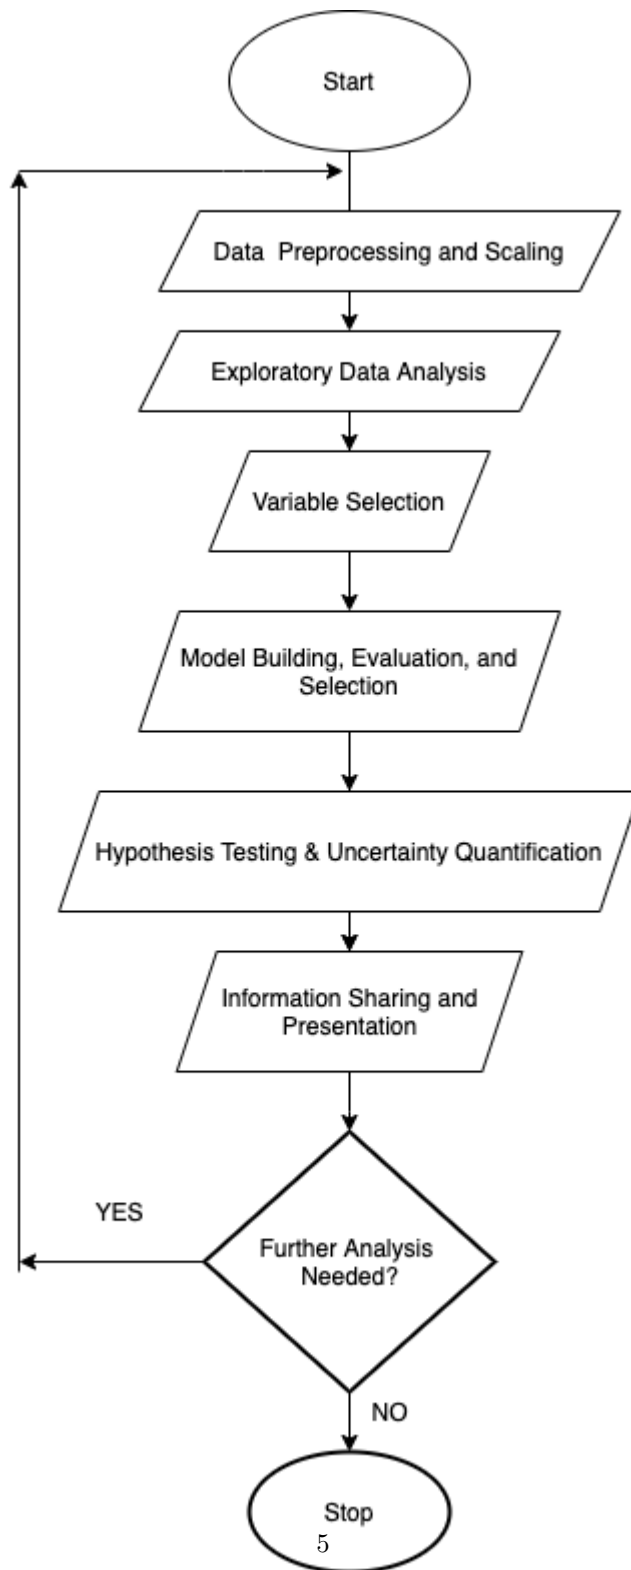 Start
Data Preprocessing and Scaling
Exploratory Data Analysis
Variable Selection
Model Building, Evaluation, and
Selection
Hypothesis Testing & Uncertainty Quantification
Information Sharing and
Presentation
YES
Further Analysis
Needed?
NO
Stop
5